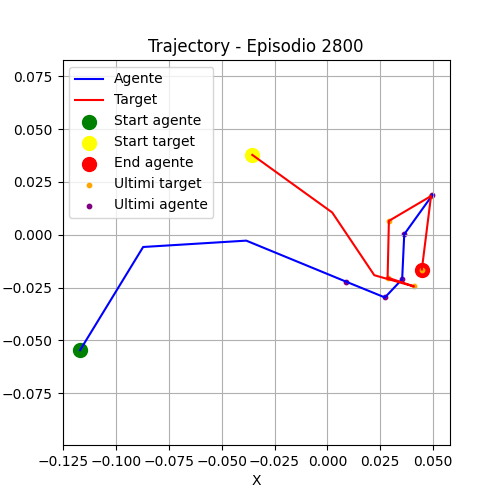 Trajectory - Episodio 2800
Agente
Target
Start agente
Start target
End agente
Ultimi target
Ultimi agente
0.075
0.050
0.025
0.000
−0.025
−0.050
−0.075
−0.125 −0.100 −0.075 −0.050 −0.025 0.000 0.025 0.050
X